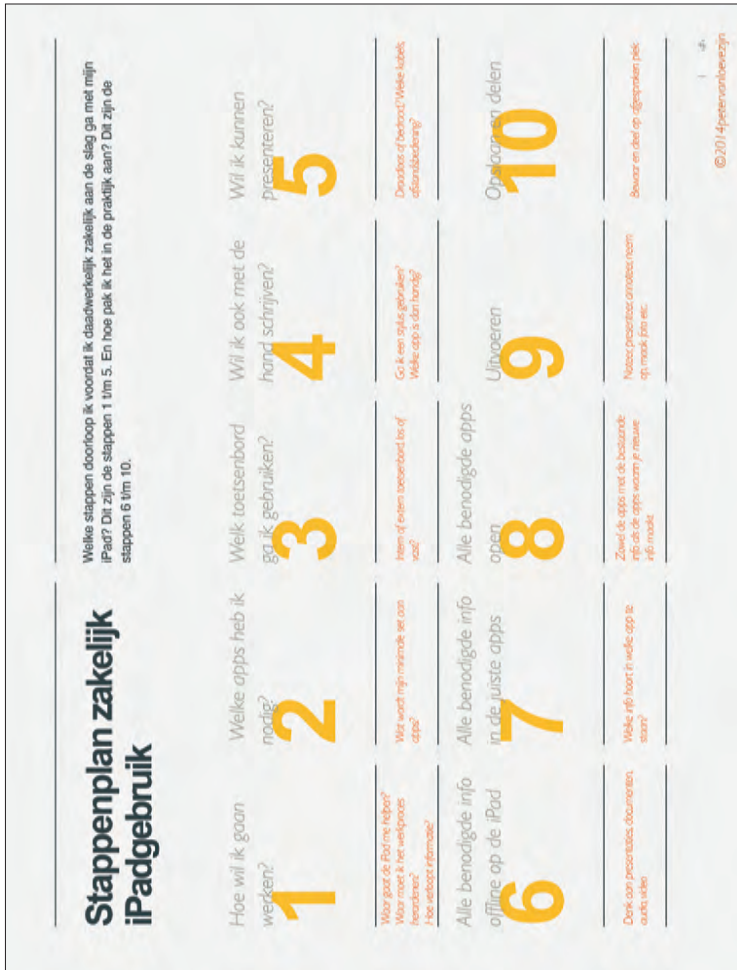 Stappenplan zakelijk
iPadgebruik
Welke stappen doorloop ik voordat ik daadwerkelijk zakelijk aan de slag ga met mijn
iPad? Dit zijn de stappen 1 t/m 5. En hoe pak ik het in de praktijk aan? Dit zijn de
stappen 6 t/m 10.
Hoe wil ik gaan
werken?
1
Waar gaat de iPad me helpen?
Waar moet ik het werkproces
herordenen?
Hoe verloopt informatie?
Welke apps heb ik
nodig?
2
Wat wordt mijn minimale set aan
apps?
Welk toetsenbord
ga ik gebruiken?
3
Intern of extern toetsenbord: los of
vast?
Wil ik ook met de
hand schrijven?
4
Ga ik een stylus gebruiken?
Welke app is dan handig?
Wil ik kunnen
presenteren?
5
Draadloos of bedraad? Welke kabels,
afstandsbediening?
Alle benodigde info
offline op de iPad
6
Denk aan presentaties, documenten,
audio, video
Alle benodigde info
in de juiste apps
7
Welke info hoort in welke app te
staan?
Alle benodigde apps
open
8
Zowel de apps met de bestaande
info als de apps waarin je nieuwe
info maakt
Uitvoeren
9
Noteer, presenteer, annoteer, neem
op, maak foto etc.
Opslaan en delen
10
Bewaar en deel op afgesproken plek
©2014petervanloevezijn